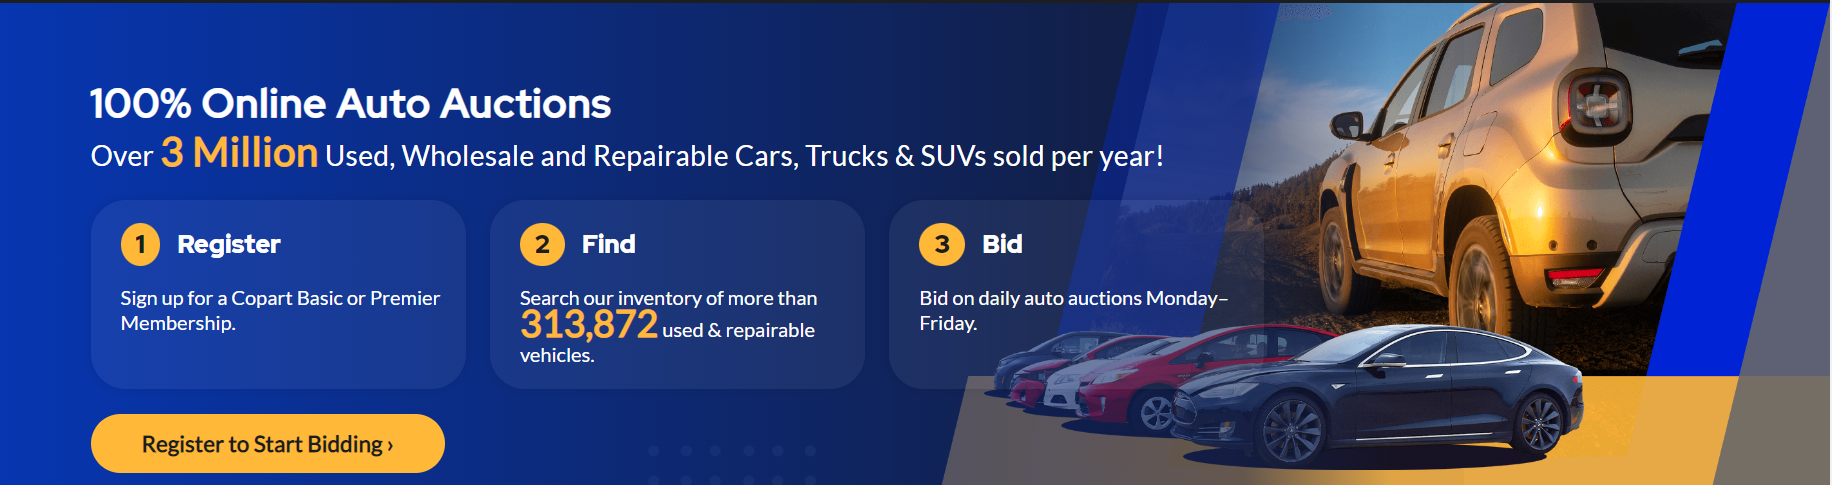 100% Online Auto Auctions
Over 3 Million Used, Wholesale and Repairable Cars, Trucks & SUVs sold per year!
1 Register
Sign up for a Copart Basic or Premier
Membership.
2 Find
Search our inventory of more than
313,872 used & repairable
vehicles.
3 Bid
Bid on daily auto auctions Monday–
Friday.
Register to Start Bidding ›